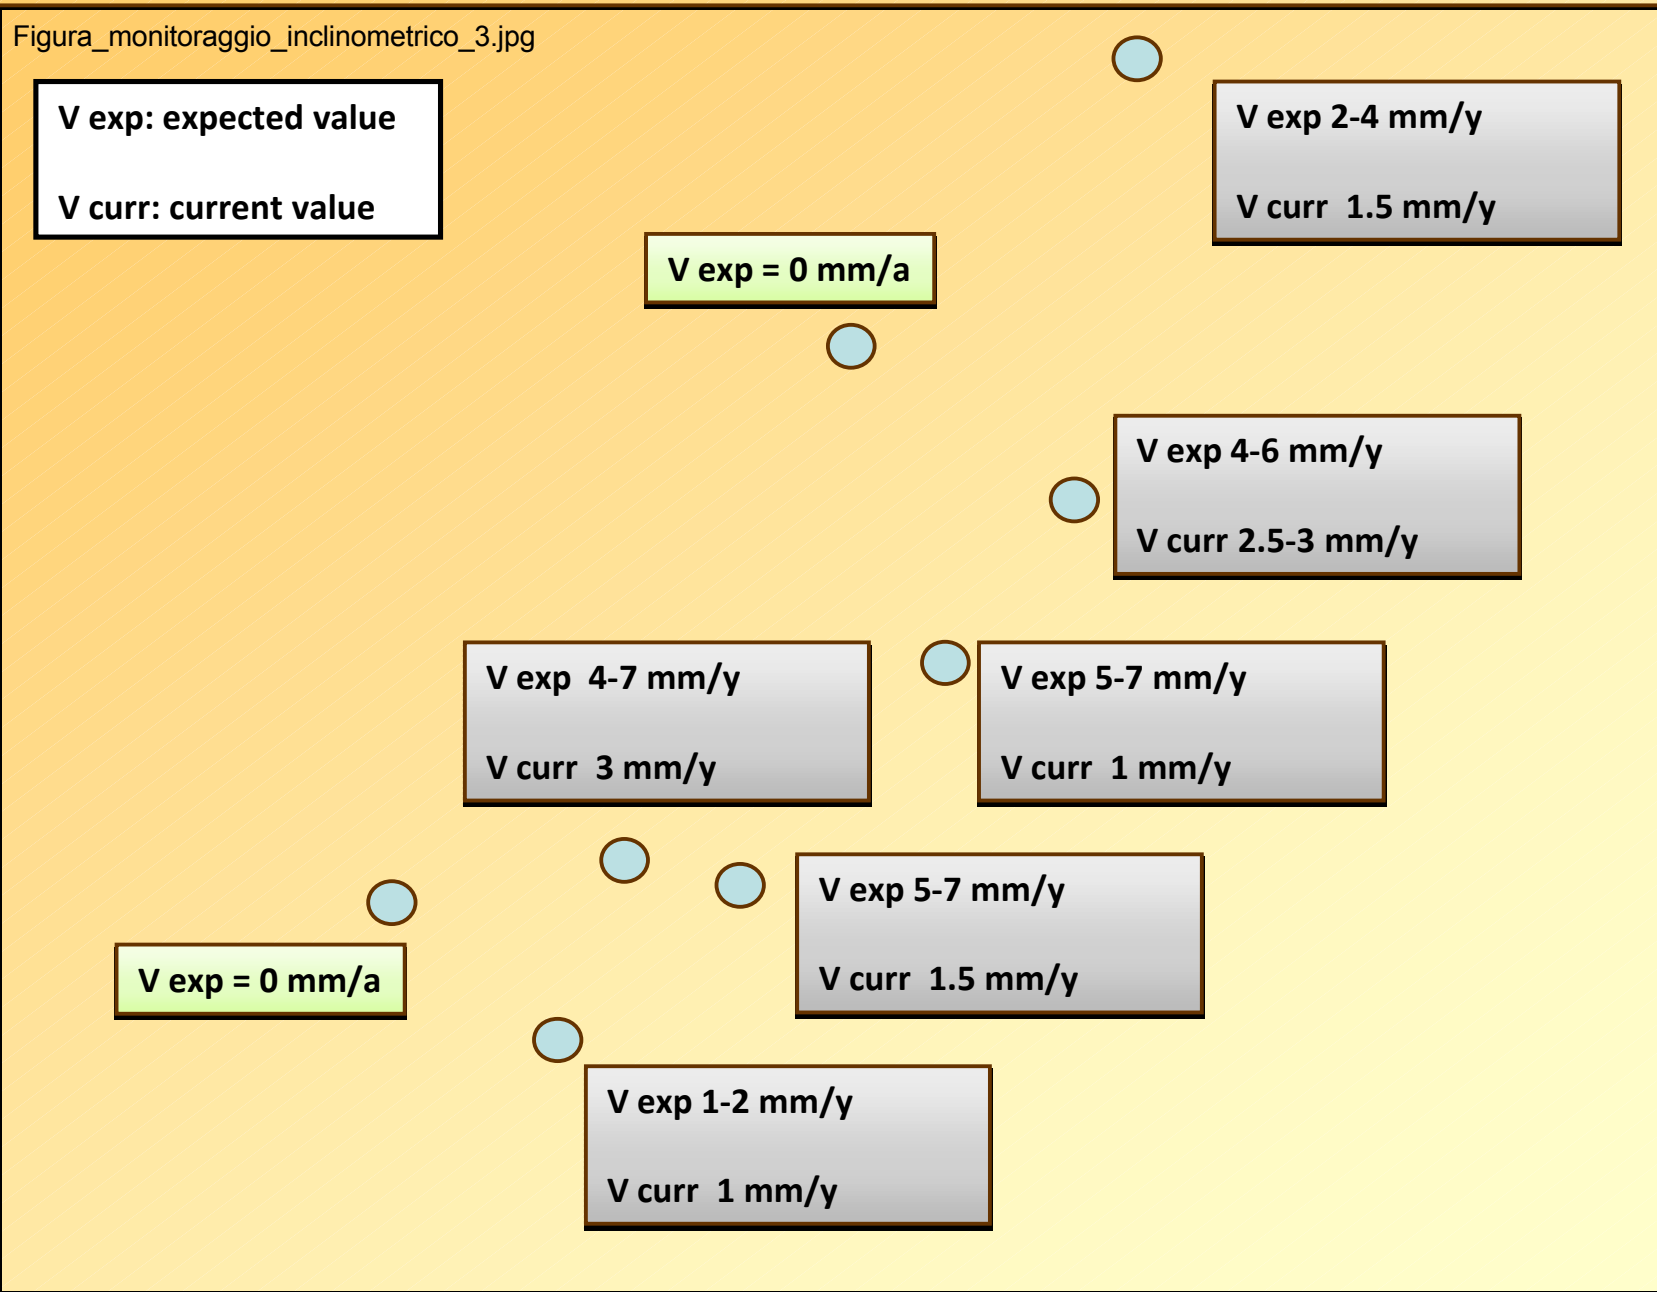 Figura_monitoraggio_inclinometrico_3.jpg
V exp: expected value
V curr: current value
V exp 2-4 mm/y
V curr 1.5 mm/y
V exp = 0 mm/a
V exp 4-6 mm/y
V curr 2.5-3 mm/y
V exp 4-7 mm/y
V curr 3 mm/y
V exp 5-7 mm/y
V curr 1 mm/y
V exp 5-7 mm/y
V curr 1.5 mm/y
V exp = 0 mm/a
V exp 1-2 mm/y
V curr 1 mm/y